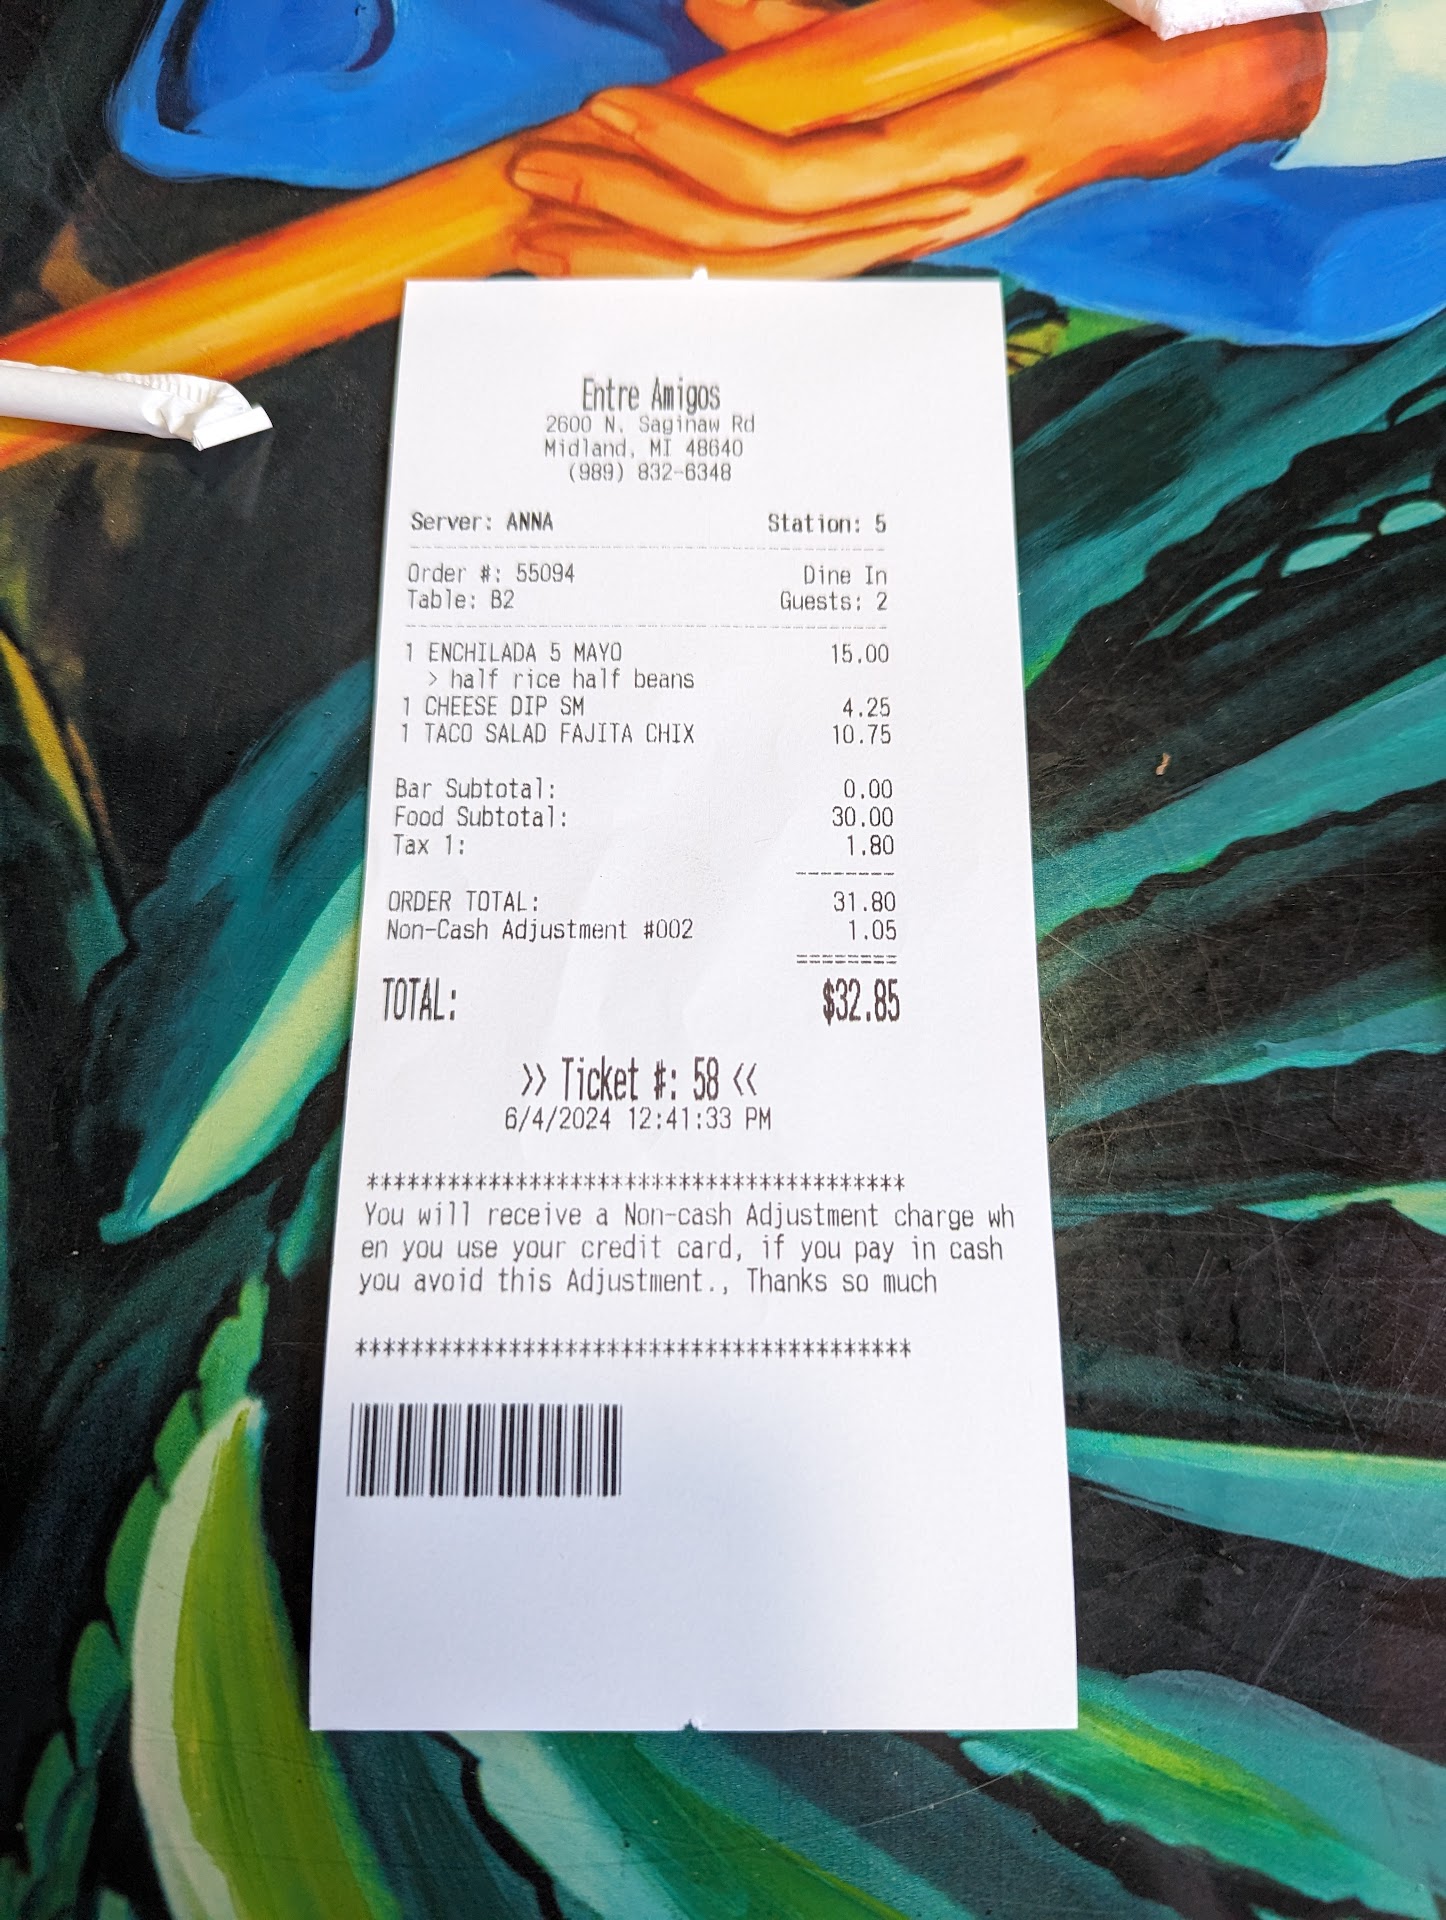 Entre Amigos
2600 N. Saginaw Rd
Midland, MI 48640
(989) 832-6348
Server: ANNA Station: 5
Order #: 55094 Dine In
Table: B2 Guests: 2
1 ENCHILADA 5 MAYO 15.00
> half rice half beans
1 CHEESE DIP SM 4.25
1 TACO SALAD FAJITA CHIX 10.75
Bar Subtotal: 0.00
Food Subtotal: 30.00
Tax 1: 1.80
ORDER TOTAL: 31.80
Non-Cash Adjustment #002 1.05
TOTAL: $32.85
>> Ticket #: 58 <<
6/4/2024 12:41:33 PM
****************************************
You will receive a Non-cash Adjustment charge wh
en you use your credit card, if you pay in cash
you avoid this Adjustment., Thanks so much
****************************************